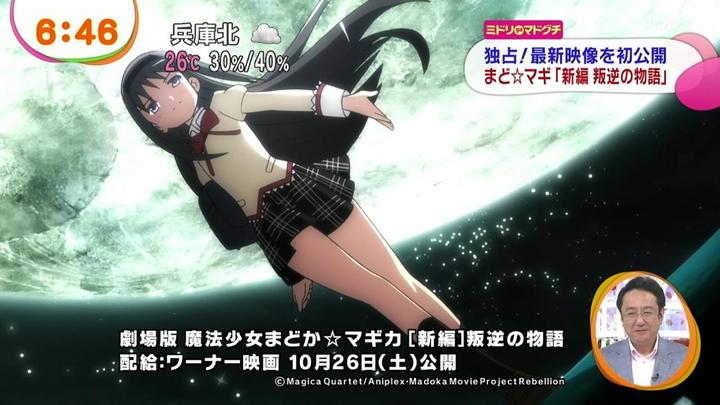 6:46
兵庫北
26℃ 30%/40%
ミドリのマドグチ
独占!最新映像を初公開
まど☆マギ「新編 叛逆の物語」
劇場版 魔法少女まどか☆マギカ [新編]叛逆の物語
配給:ワーナー映画 10月26日(土)公開
©Magica Quartet/Aniplex・Madoka Movie Project Rebellion